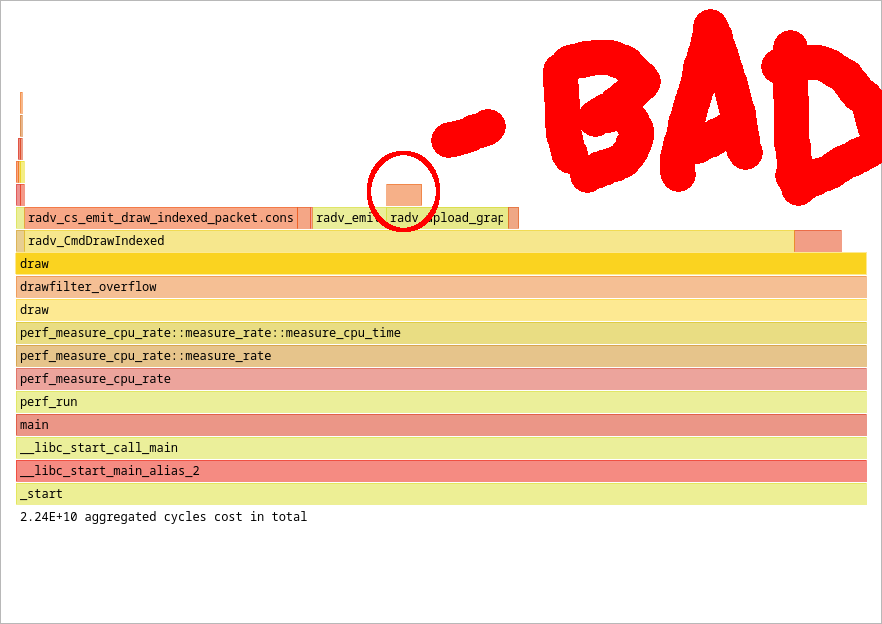 - BAD
radv_cs_emit_draw_indexed_packet.cons radv_emit radv_upload_grap
radv_CmdDrawIndexed
draw
drawfilter_overflow
draw
perf_measure_cpu_rate::measure_rate::measure_cpu_time
perf_measure_cpu_rate::measure_rate
perf_measure_cpu_rate
perf_run
main
__libc_start_call_main
__libc_start_main_alias_2
_start
2.24E+10 aggregated cycles cost in total